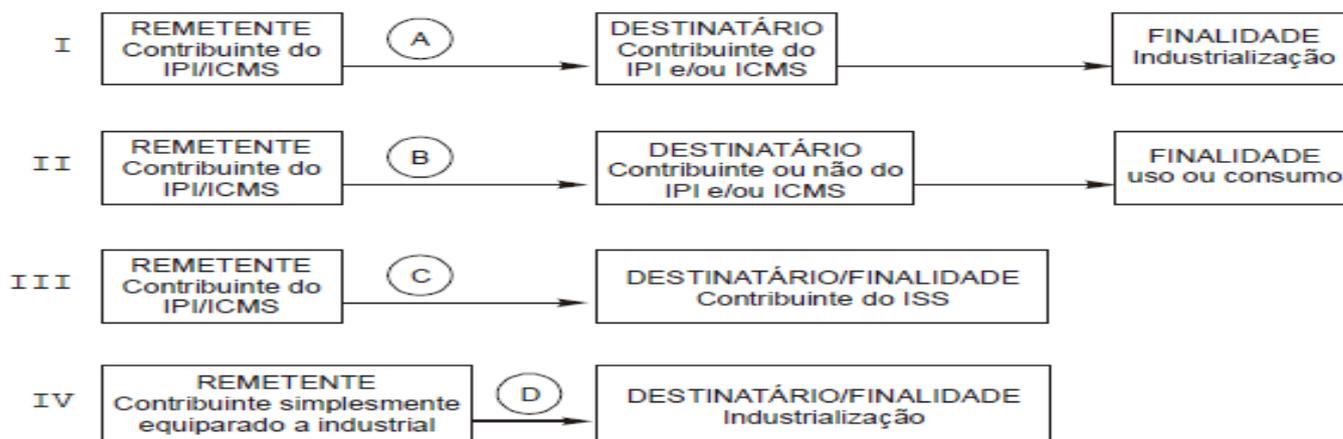 I
REMETENTE
Contribuinte do
IPI/ICMS
A
DESTINATÁRIO
Contribuinte do
IPI e/ou ICMS
FINALIDADE
Industrialização
II
REMETENTE
Contribuinte do
IPI/ICMS
B
DESTINATÁRIO
Contribuinte ou não do
IPI e/ou ICMS
FINALIDADE
uso ou consumo
III
REMETENTE
Contribuinte do
IPI/ICMS
C
DESTINATÁRIO/FINALIDADE
Contribuinte do ISS
IV
REMETENTE
Contribuinte simplesmente
equiparado a industrial
D
DESTINATÁRIO/FINALIDADE
Industrialização